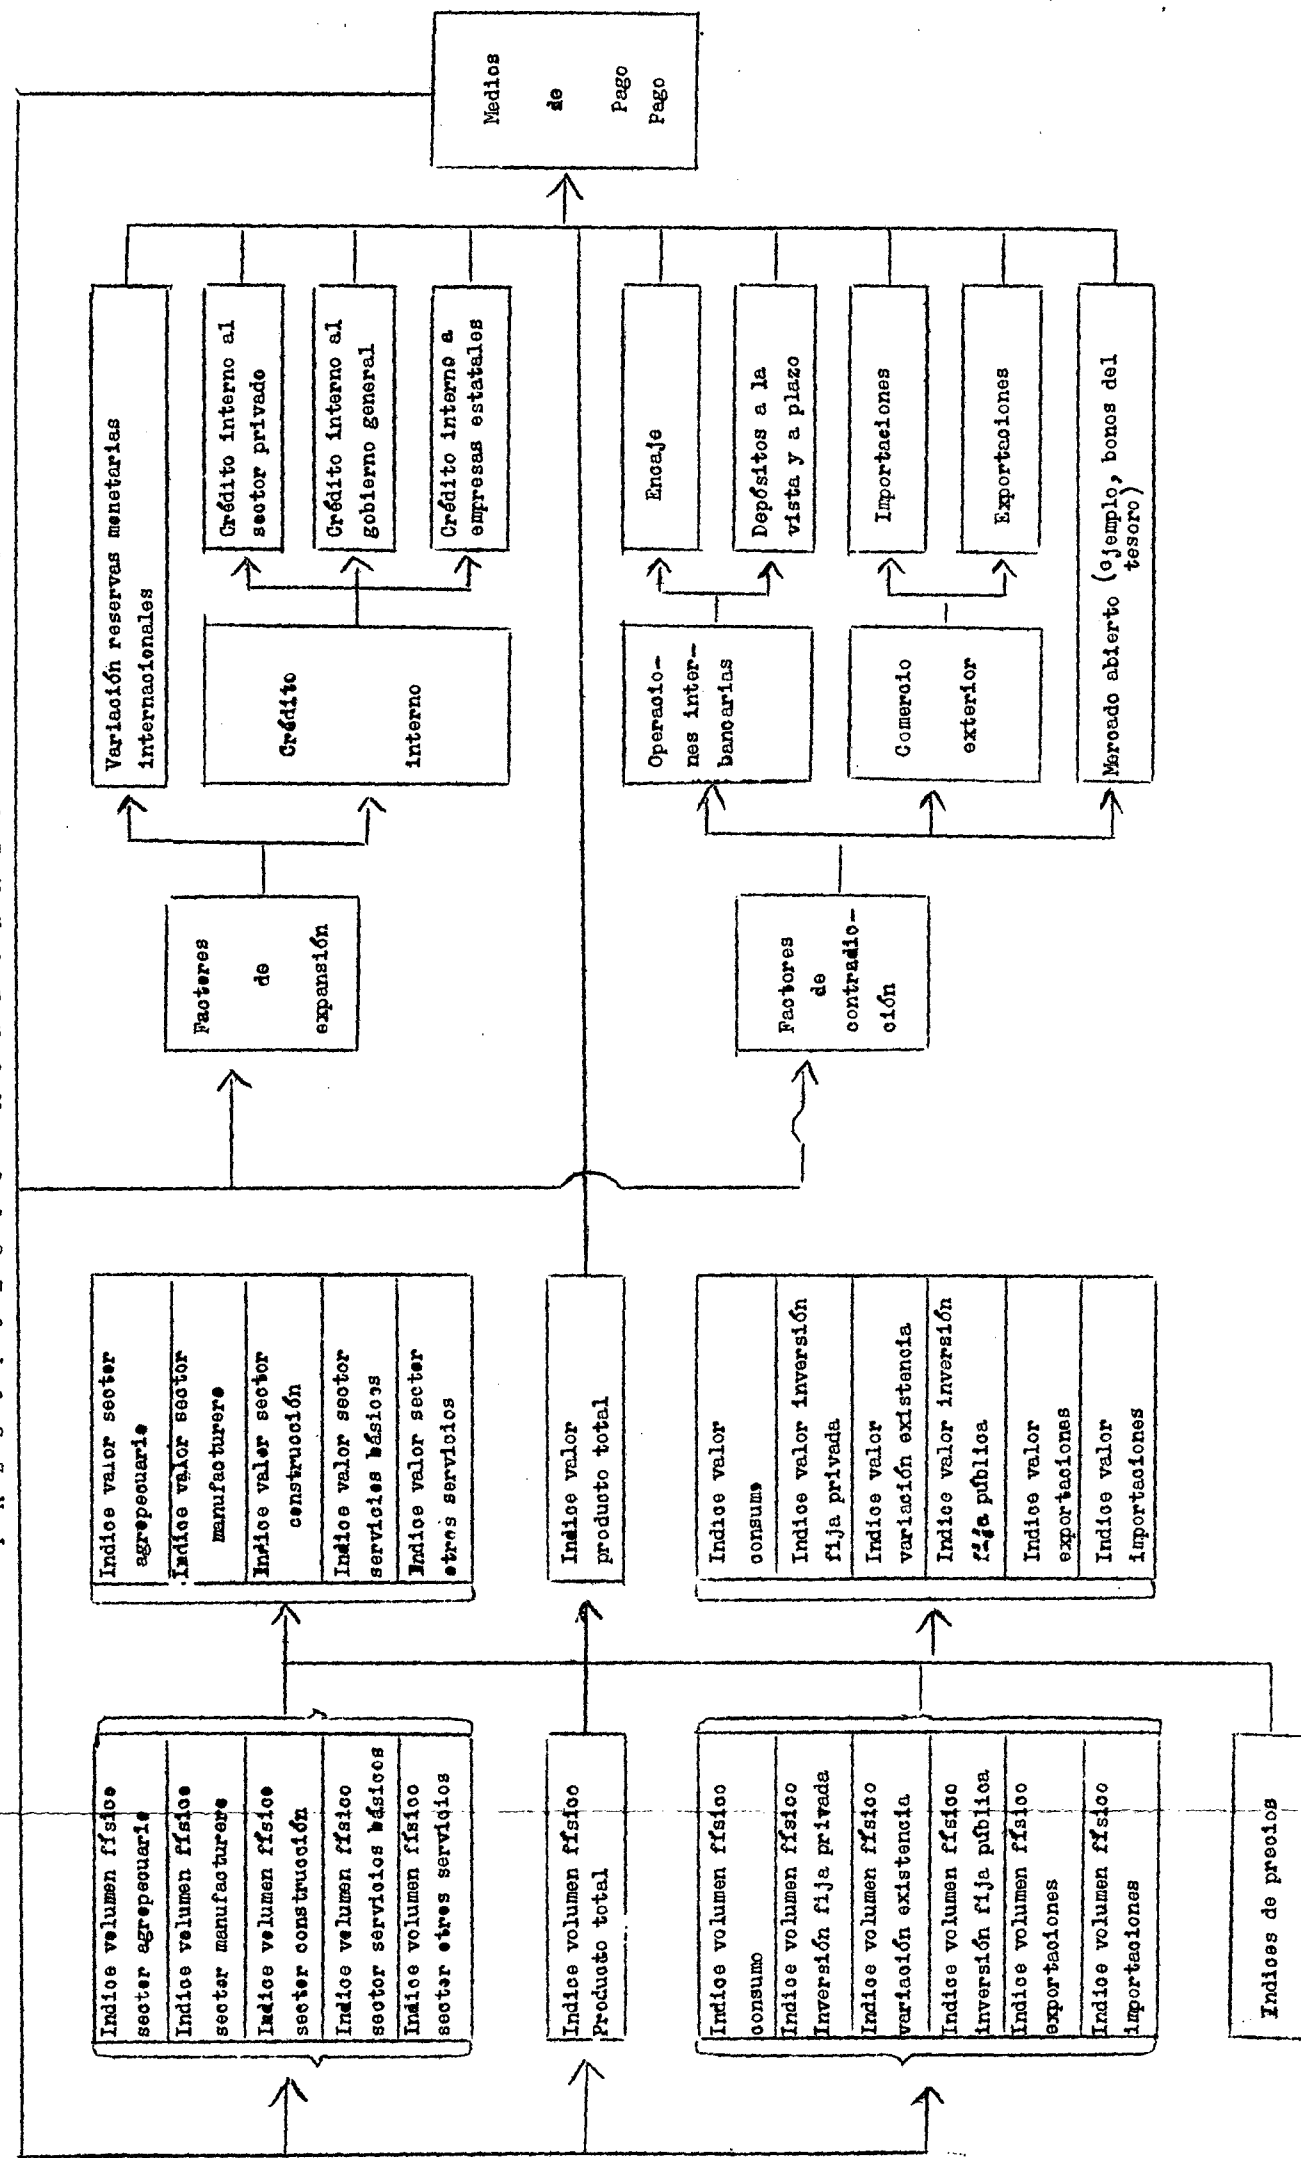 Indice volumen físico
sector agropecuario
Indice volumen físico
sector manufacturero
Indice volumen físico
sector construcción
Indice volumen físico
sector servicios básicos
Indice volumen físico
sector otros servicios
Indice volumen físico
Producto total
Indice volumen físico
consumo
Indice volumen físico
Inversión fija privada
Indice volumen físico
variación existencia
Indice volumen físico
inversión fija pública
Indice volumen físico
exportaciones
Indice volumen físico
importaciones
Indices de precios
Indice valor sector
agropecuario
Indice valor sector
manufacturero
Indice valor sector
construcción
Indice valor sector
servicios básicos
Indice valor sector
otros servicios
Indice valor
producto total
Indice valor
consumo
Indice valor inversión
fija privada
Indice valor
variación existencia
Indice valor inversión
fija pública
Indice valor
exportaciones
Indice valor
importaciones
Factores
de
expansión
Factores
de
contradic-
ción
Variación reservas monetarias
internacionales
Crédito
interno
Crédito interno al
sector privado
Crédito interno al
gobierno general
Crédito interno a
empresas estatales
Operacio-
nes inter-
bancarias
Comercio
exterior
Encaje
Depósitos a la
vista y a plazo
Importaciones
Exportaciones
Mercado abierto (ejemplo, bonos del
tesoro)
Medios
de
Pago
Pago